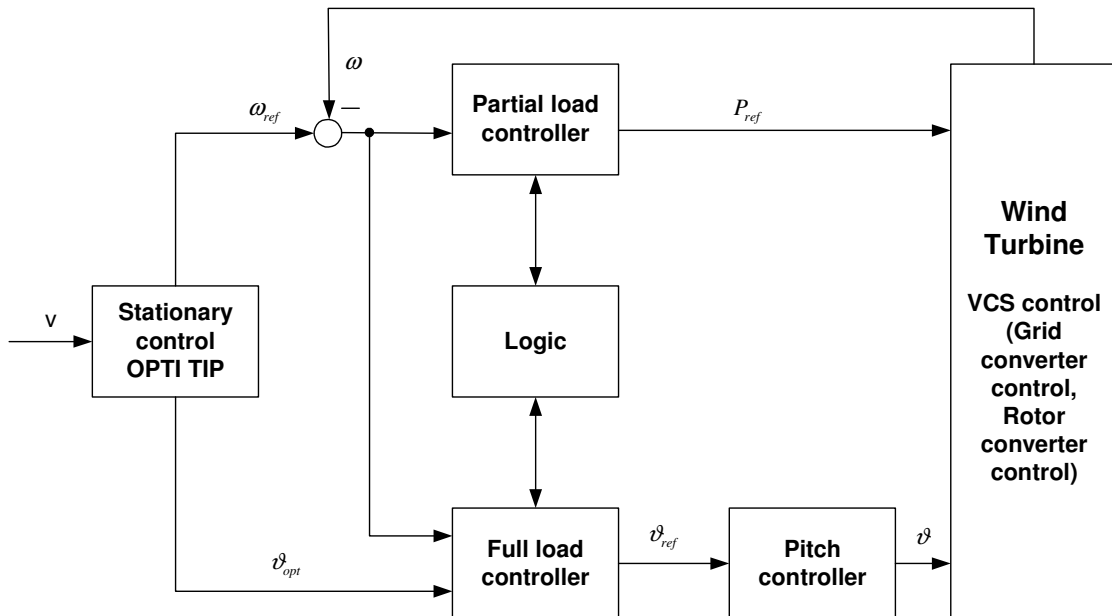 ω
ω_ref
—
Partial load
controller
P_ref
Wind
Turbine
VCS control
(Grid
converter
control,
Rotor
converter
control)
v
Stationary
control
OPTI TIP
Logic
ϑ_opt
Full load
controller
ϑ_ref
Pitch
controller
ϑ